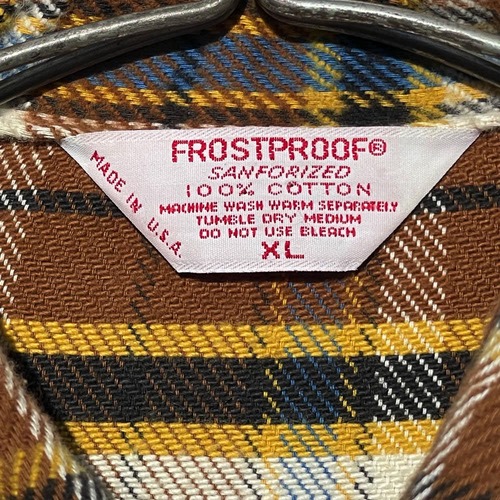 FROSTPROOF®
SANFORIZED
100% COTTON
MACHINE WASH WARM SEPARATELY
TUMBLE DRY MEDIUM
DO NOT USE BLEACH
XL
MADE IN U.S.A.